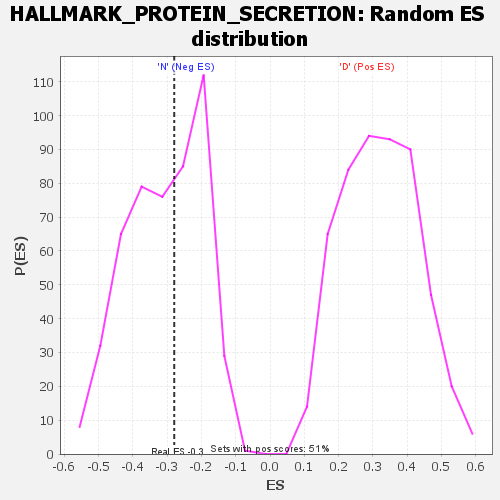 HALLMARK_PROTEIN_SECRETION: Random ES
distribution
'N' (Neg ES)
'D' (Pos ES)
110
100
90
80
70
60
50
40
30
20
10
0
P(ES)
Real ES -0.3
Sets with pos scores: 51%
-0.6 -0.5 -0.4 -0.3 -0.2 -0.1 0.0 0.1 0.2 0.3 0.4 0.5 0.6
ES